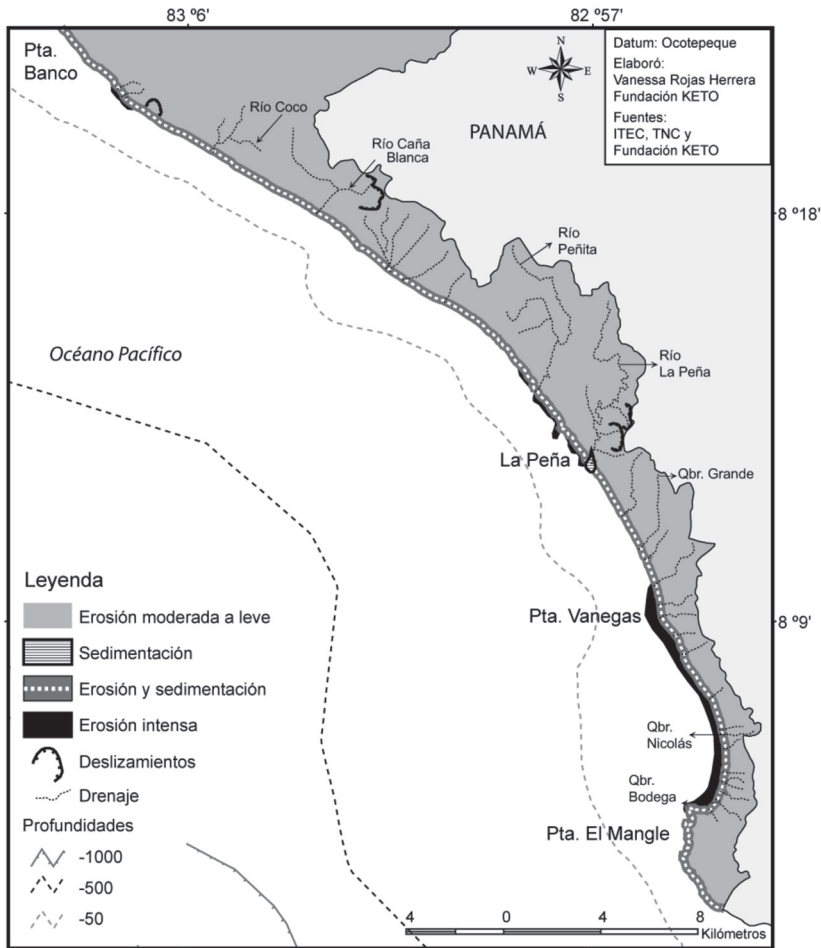 83 º6'
82 º57'
Pta.
Banco
N
W
E
S
Datum: Ocotepeque
Elaboró:
Vanessa Rojas Herrera
Fundación KETO
Fuentes:
ITEC, TNC y
Fundación KETO
Río Coco
PANAMÁ
Río Caña
Blanca
8 º18'
Río
Peñita
Océano Pacífico
Río
La Peña
La Peña
Qbr. Grande
Leyenda
Erosión moderada a leve
Sedimentación
Erosión y sedimentación
Erosión intensa
Deslizamientos
Drenaje
Profundidades
-1000
-500
-50
Pta. Vanegas
8 º9'
Qbr.
Nicolás
Qbr.
Bodega
Pta. El Mangle
4
0
4
8
Kilómetros